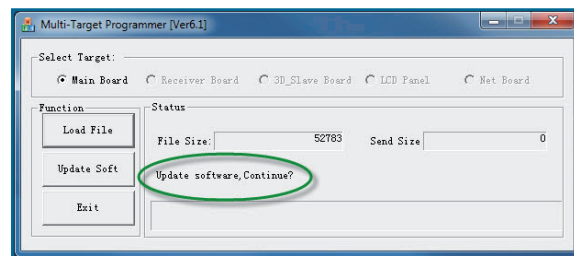 Multi-Target Programmer [Ver6.1]
Select Target:
Main Board Receiver Board 3D_Slave Board LCD Panel Net Board
Function
Status
Load File
File Size: 52783 Send Size 0
Update Soft
Update software,Continue?
Exit